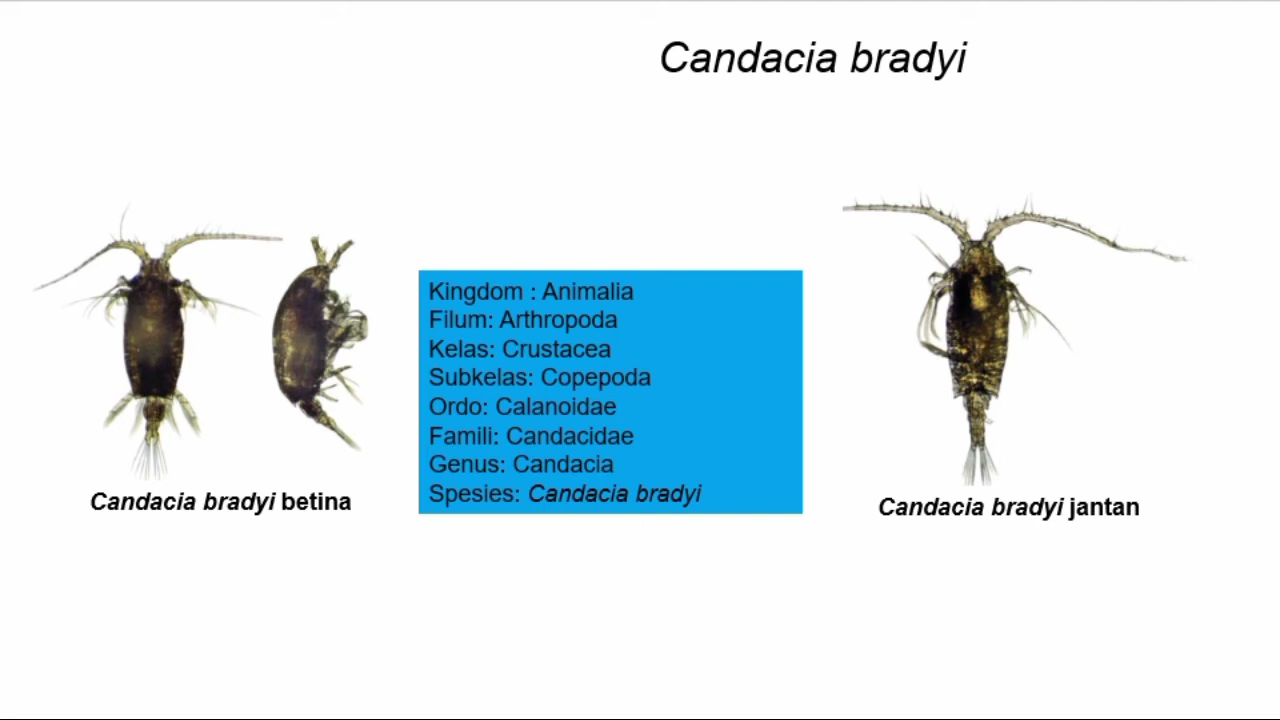 Candacia bradyi
Kingdom : Animalia
Filum: Arthropoda
Kelas: Crustacea
Subkelas: Copepoda
Ordo: Calanoidae
Famili: Candacidae
Genus: Candacia
Spesies: Candacia bradyi
Candacia bradyi betina
Candacia bradyi jantan